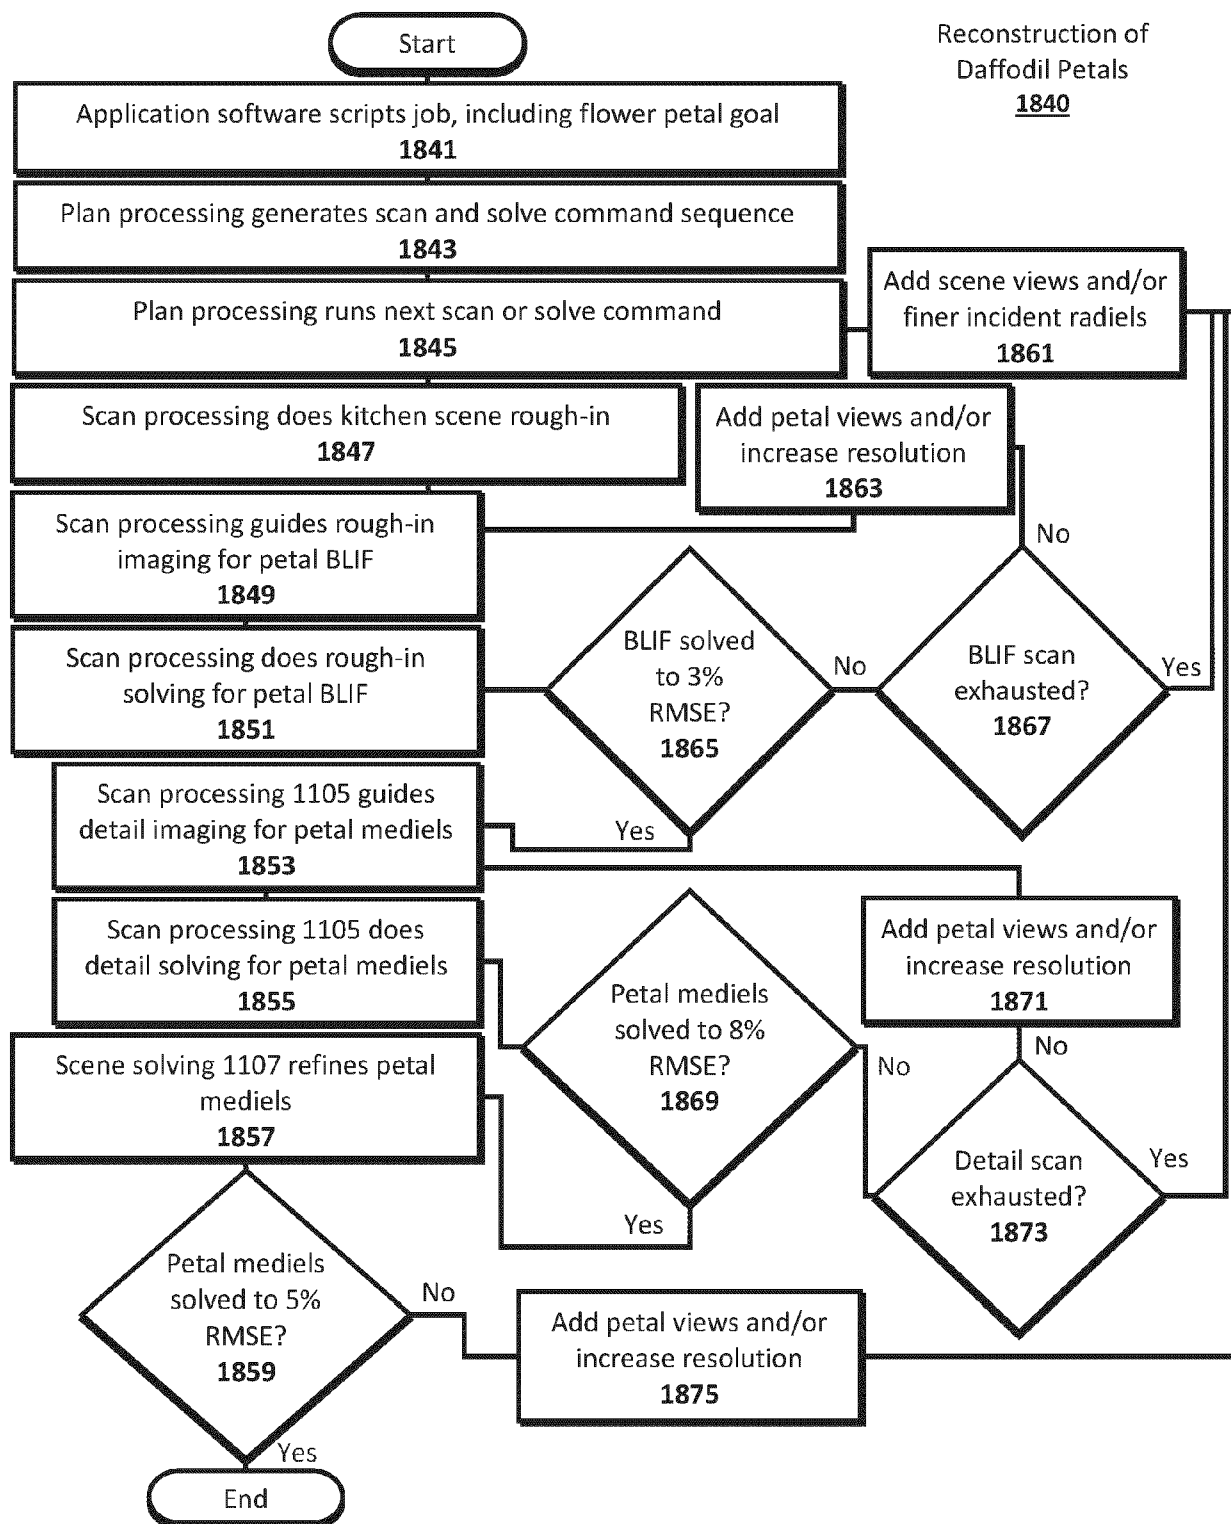 Start
Reconstruction of
Daffodil Petals
1840
Application software scripts job, including flower petal goal
1841
Plan processing generates scan and solve command sequence
1843
Plan processing runs next scan or solve command
1845
Add scene views and/or
finer incident radiels
1861
Scan processing does kitchen scene rough-in
1847
Add petal views and/or
increase resolution
1863
Scan processing guides rough-in
imaging for petal BLIF
1849
No
Scan processing does rough-in
solving for petal BLIF
1851
BLIF solved
to 3%
RMSE?
1865
No
BLIF scan
exhausted?
1867
Yes
Yes
Scan processing 1105 guides
detail imaging for petal mediels
1853
Scan processing 1105 does
detail solving for petal mediels
1855
Add petal views and/or
increase resolution
1871
Petal mediels
solved to 8%
RMSE?
1869
No
No
Scene solving 1107 refines petal
mediels
1857
Detail scan
exhausted?
1873
Yes
Yes
Petal mediels
solved to 5%
RMSE?
1859
No
Add petal views and/or
increase resolution
1875
Yes
End